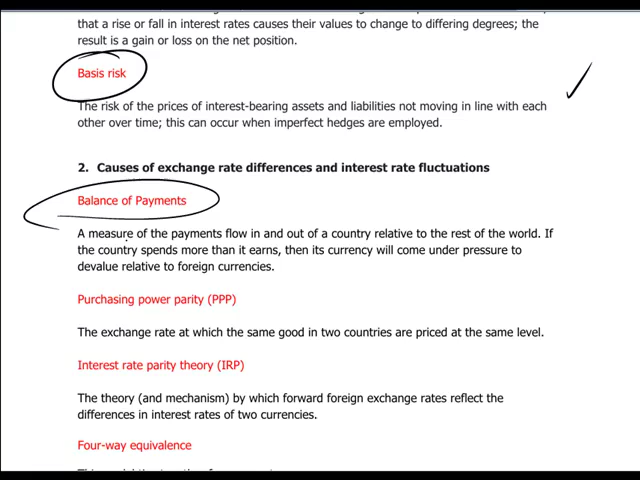 that a rise or fall in interest rates causes their values to change to differing degrees; the
result is a gain or loss on the net position.
Basis risk
The risk of the prices of interest-bearing assets and liabilities not moving in line with each
other over time; this can occur when imperfect hedges are employed.
2. Causes of exchange rate differences and interest rate fluctuations
Balance of Payments
A measure of the payments flow in and out of a country relative to the rest of the world. If
the country spends more than it earns, then its currency will come under pressure to
devalue relative to foreign currencies.
Purchasing power parity (PPP)
The exchange rate at which the same good in two countries are priced at the same level.
Interest rate parity theory (IRP)
The theory (and mechanism) by which forward foreign exchange rates reflect the
differences in interest rates of two currencies.
Four-way equivalence